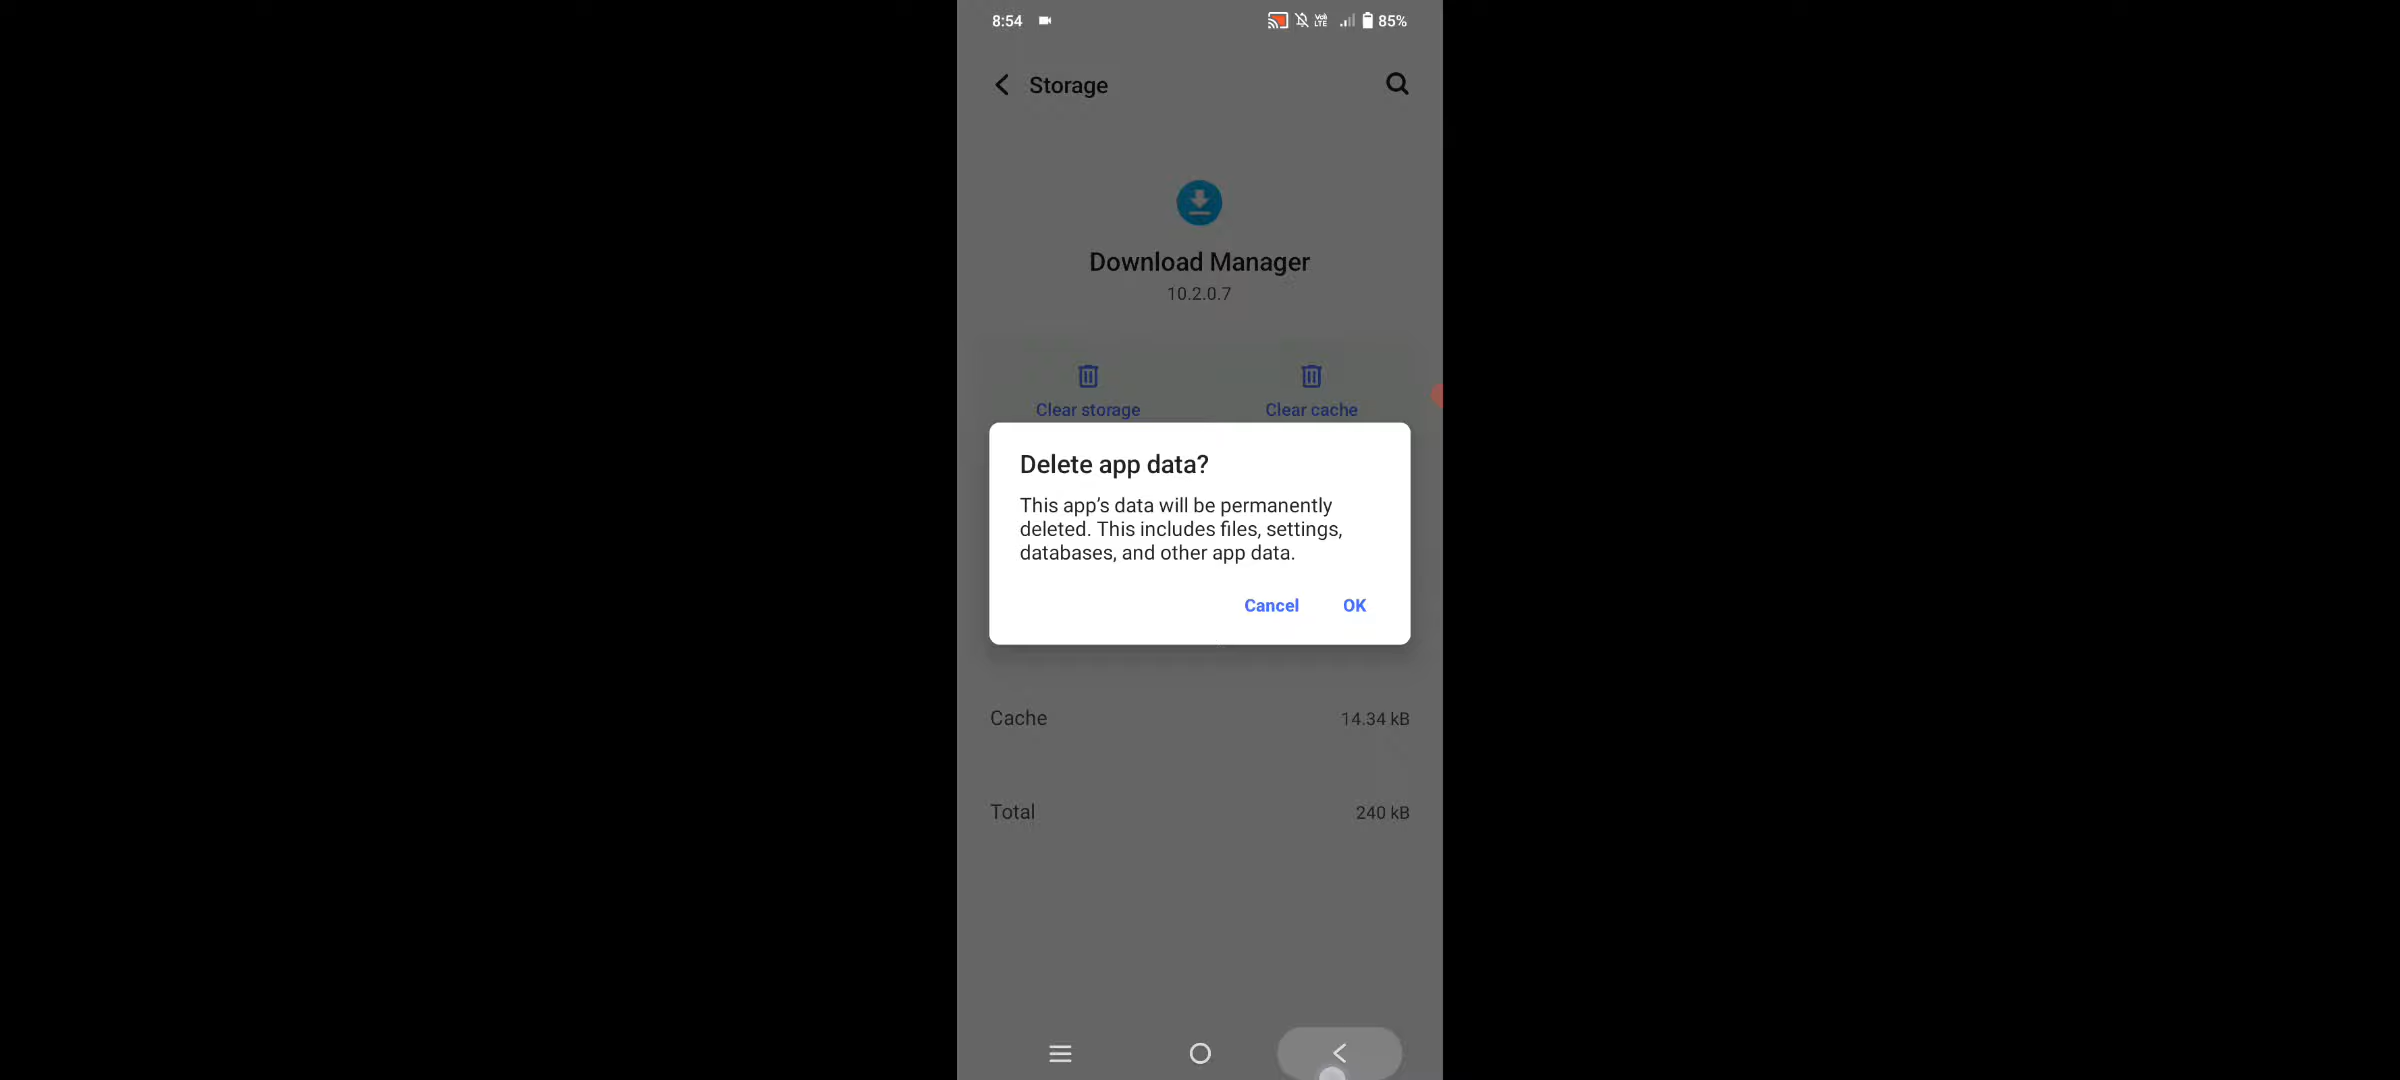 8:54
Vo)
LTE
85%
Storage
Download Manager
10.2.0.7
Clear storage
Clear cache
Delete app data?
This app’s data will be permanently
deleted. This includes files, settings,
databases, and other app data.
Cancel
OK
Cache
14.34 kB
Total
240 kB